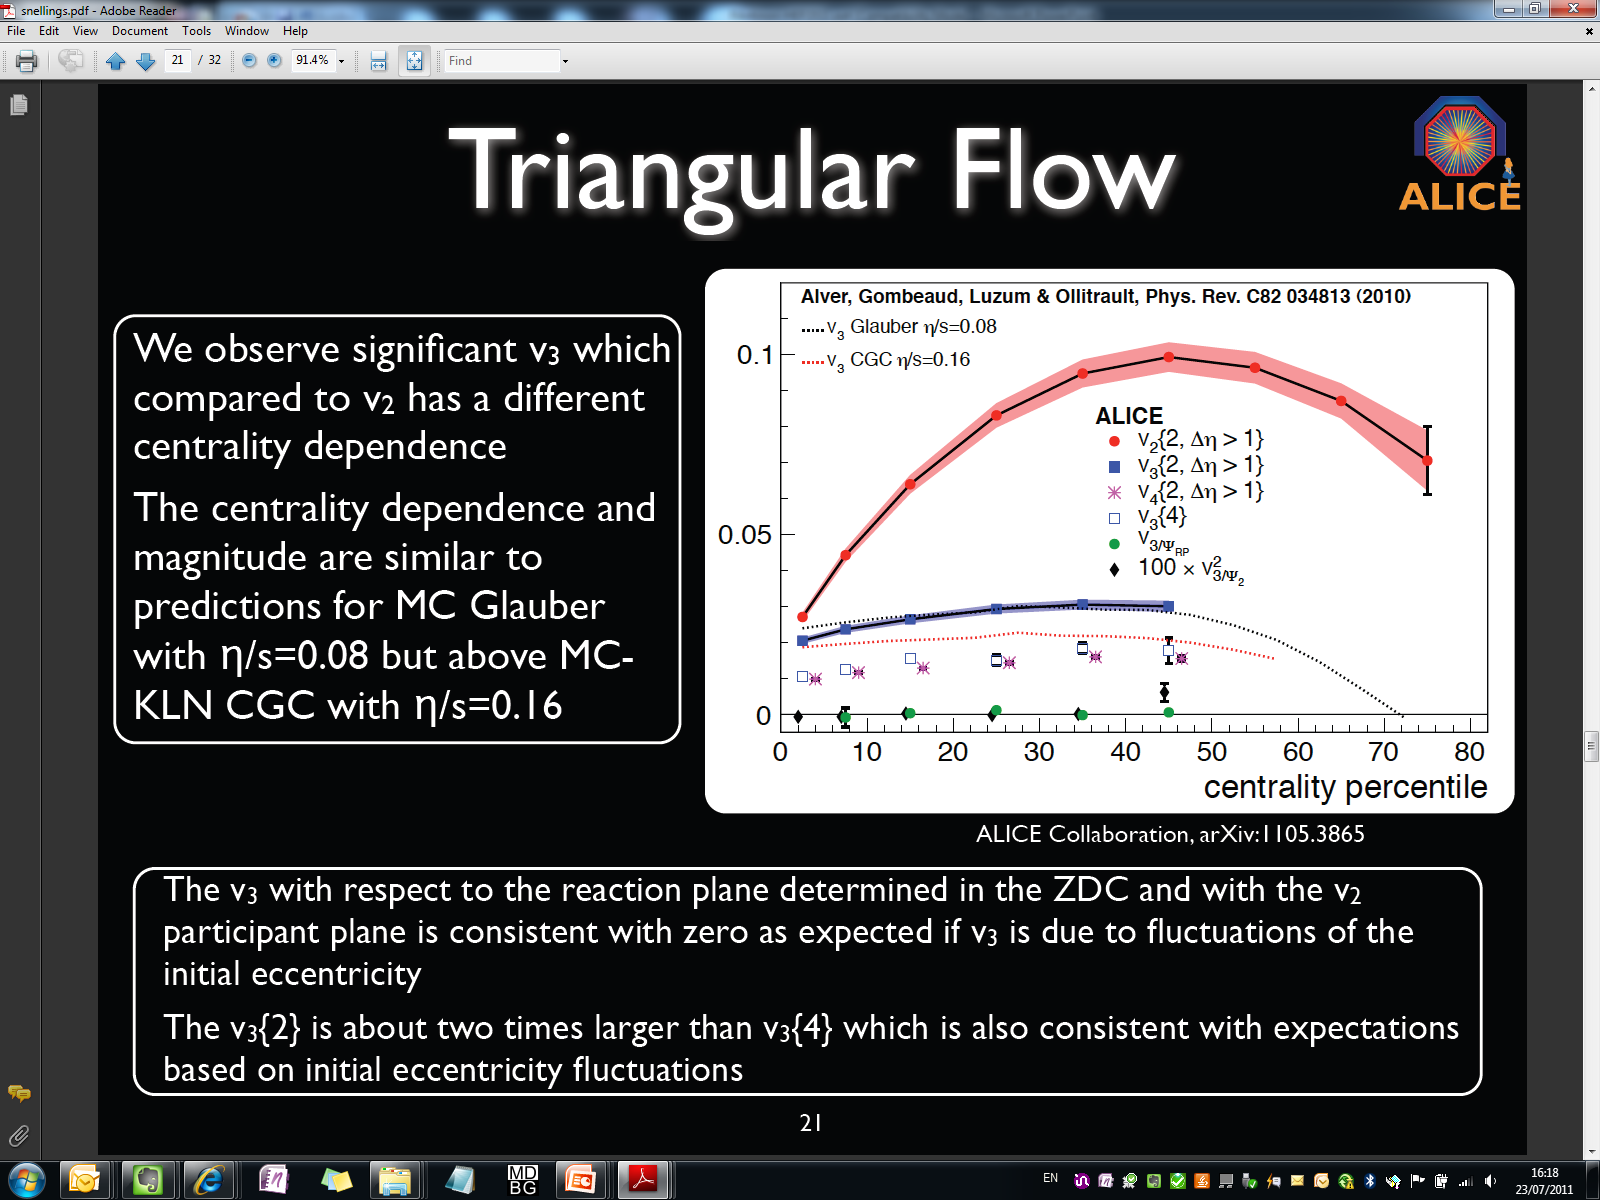 snellings.pdf - Adobe Reader
File Edit View Document Tools Window Help
21 / 32 91.4% Find
Triangular Flow
ALICE
We observe significant v3 which
compared to v2 has a different
centrality dependence
The centrality dependence and
magnitude are similar to
predictions for MC Glauber
with η/s=0.08 but above MC-
KLN CGC with η/s=0.16
Alver, Gombeaud, Luzum & Ollitrault, Phys. Rev. C82 034813 (2010)
v3 Glauber η/s=0.08
v3 CGC η/s=0.16
0.1
0.05
0
ALICE
v2{2, Δη > 1}
v3{2, Δη > 1}
v4{2, Δη > 1}
v3{4}
v3/ΨRP
100 × v²3/Ψ2
0 10 20 30 40 50 60 70 80
centrality percentile
ALICE Collaboration, arXiv:1105.3865
The v3 with respect to the reaction plane determined in the ZDC and with the v2
participant plane is consistent with zero as expected if v3 is due to fluctuations of the
initial eccentricity
The v3{2} is about two times larger than v3{4} which is also consistent with expectations
based on initial eccentricity fluctuations
21
MD
BG
EN
16:18
23/07/2011